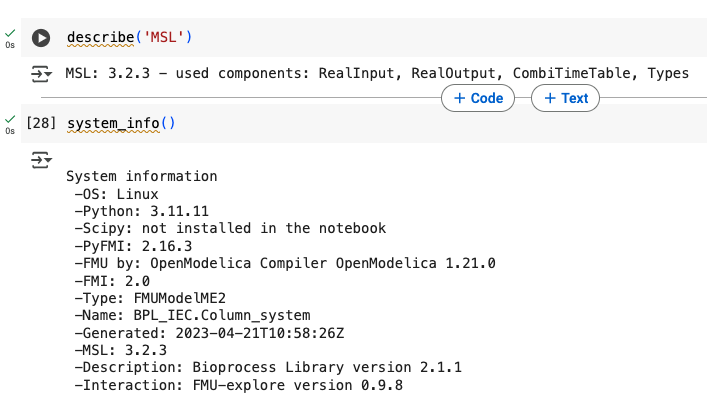 describe('MSL')
0s
MSL: 3.2.3 – used components: RealInput, RealOutput, CombiTimeTable, Types
+ Code + Text
[28] system_info()
0s
System information
-OS: Linux
-Python: 3.11.11
-Scipy: not installed in the notebook
-PyFMI: 2.16.3
-FMU by: OpenModelica Compiler OpenModelica 1.21.0
-FMI: 2.0
-Type: FMUModelME2
-Name: BPL_IEC.Column_system
-Generated: 2023-04-21T10:58:26Z
-MSL: 3.2.3
-Description: Bioprocess Library version 2.1.1
-Interaction: FMU-explore version 0.9.8